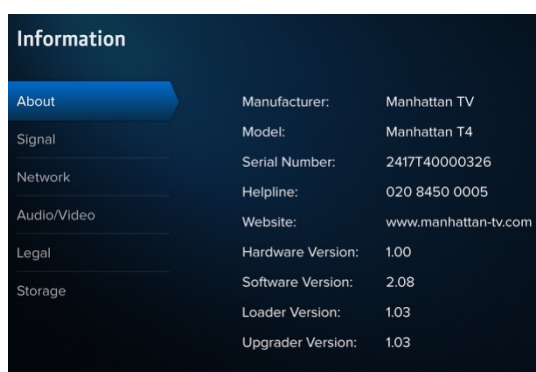 Information
About
Signal
Network
Audio/Video
Legal
Storage
Manufacturer: Manhattan TV
Model: Manhattan T4
Serial Number: 2417T40000326
Helpline: 020 8450 0005
Website: www.manhattan-tv.com
Hardware Version: 1.00
Software Version: 2.08
Loader Version: 1.03
Upgrader Version: 1.03